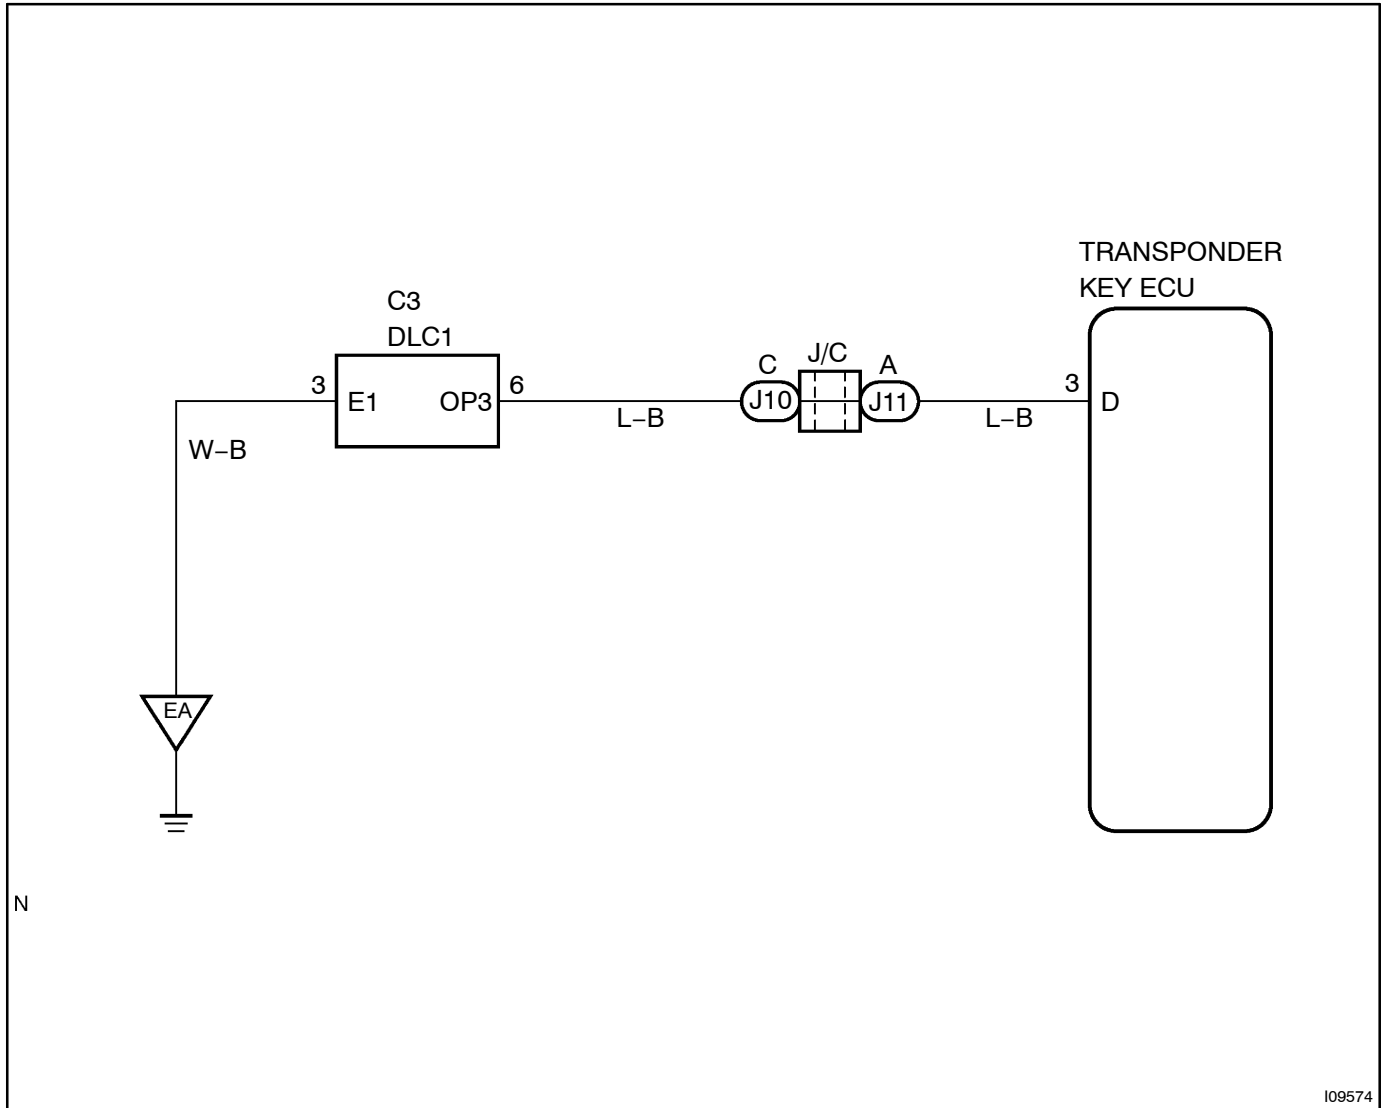 TRANSPONDER
KEY ECU
C3
DLC1
J/C
C
A
3
E1
OP3
6
J10
J11
3
D
L–B
L–B
W–B
EA
N
I09574